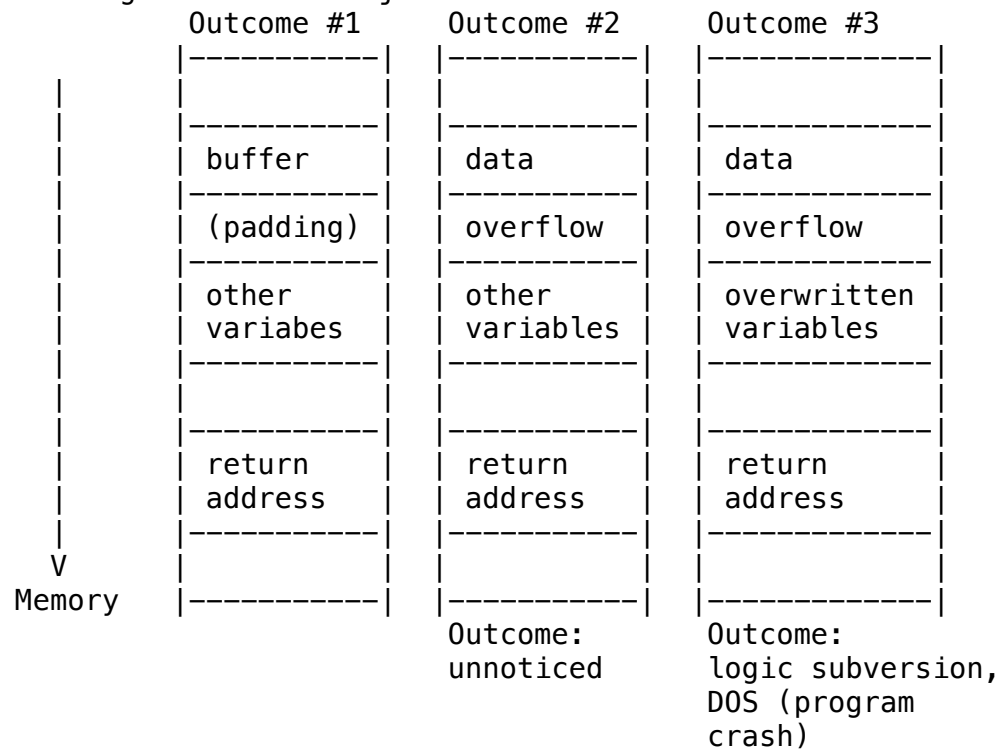 Outcome #1 Outcome #2 Outcome #3
buffer data data
(padding) overflow overflow
other other overwritten
variabes variables variables
return return return
address address address
V
Memory
Outcome: Outcome:
unnoticed logic subversion,
DOS (program
crash)